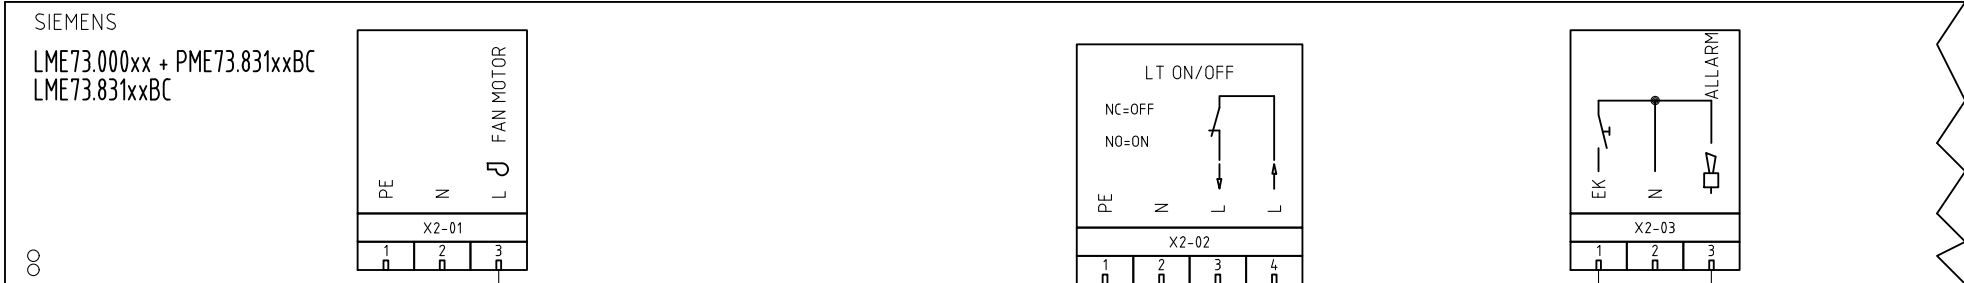 SIEMENS
LME73.000xx + PME73.831xxBC
LME73.831xxBC
PE
N
L
FAN MOTOR
X2-01
1
2
3
LT ON/OFF
NC=OFF
NO=ON
PE
N
L
L
X2-02
1
2
3
4
ALLARM
EK
N
X2-03
1
2
3